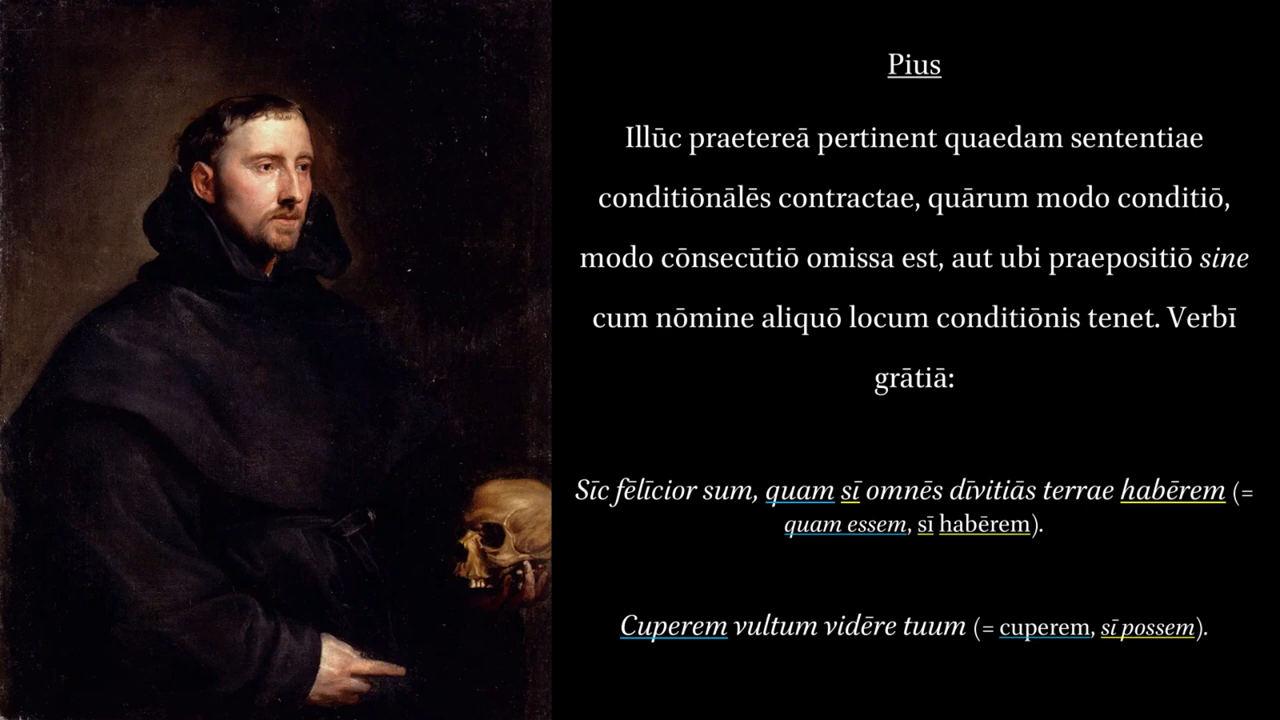 Pius
Illūc praetereā pertinent quaedam sententiae
conditiōnālēs contractae, quārum modo conditiō,
modo cōnsecūtiō omissa est, aut ubi praepositiō sine
cum nōmine aliquō locum conditiōnis tenet. Verbī
grātiā:
Sīc fēlīcior sum, quam sī omnēs dīvitiās terrae habērem (=
quam essem, sī habērem).
Cuperem vultum vidēre tuum (= cuperem, sī possem).